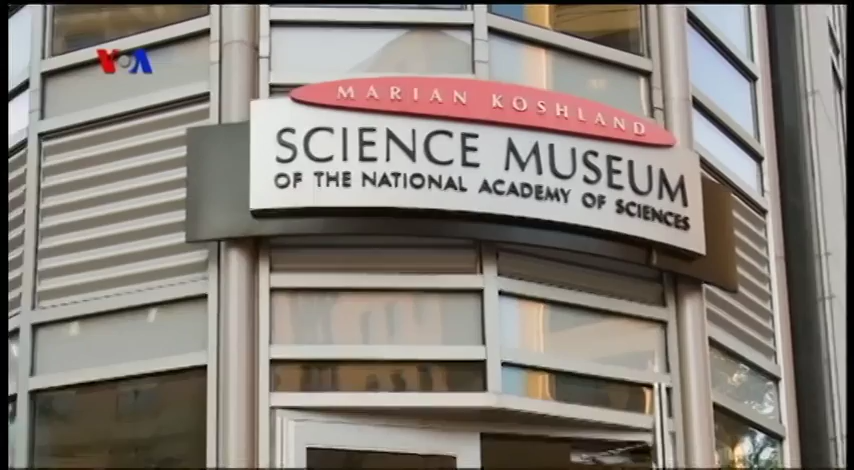 VOA
MARIAN KOSHLAND
SCIENCE MUSEUM
OF THE NATIONAL ACADEMY OF SCIENCES